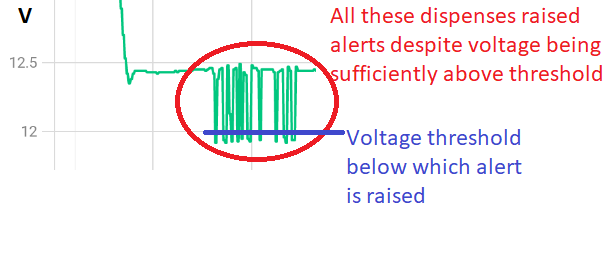 V
All these dispenses raised
alerts despite voltage being
sufficiently above threshold
12.5
12
Voltage threshold
below which alert
is raised